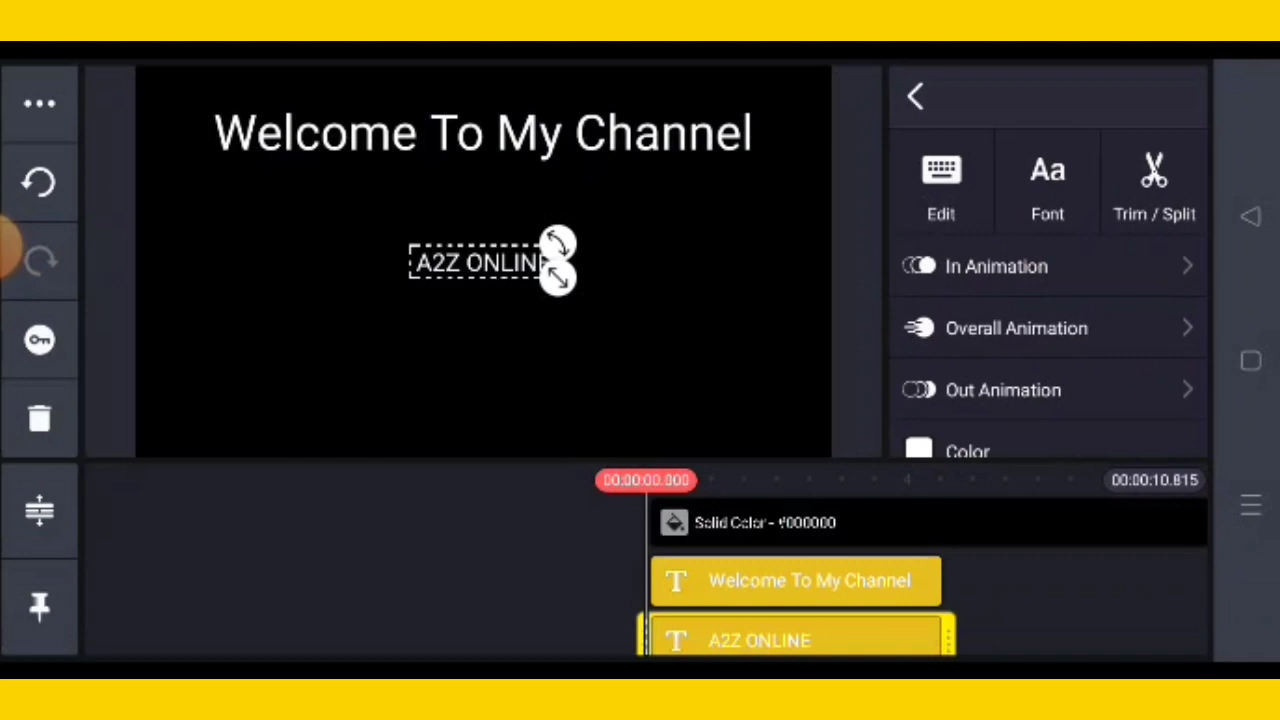 Welcome To My Channel
A2Z ONLINE
Edit
Aa
Font
Trim / Split
In Animation
Overall Animation
Out Animation
Color
00:00:00.000
00:00:10.815
Solid Color - #000000
T Welcome To My Channel
T A2Z ONLINE